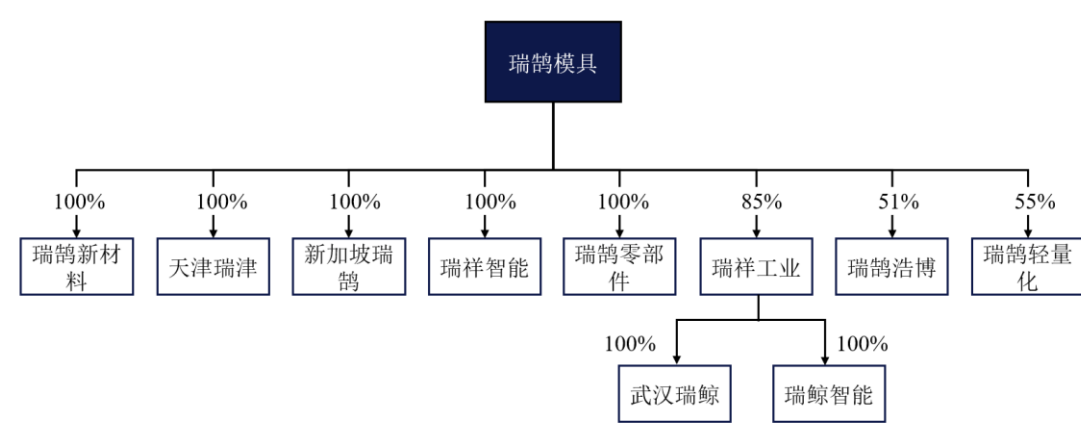 瑞鹄模具
100%
100%
100%
100%
100%
85%
51%
55%
瑞鹄新材
料
天津瑞津
新加坡瑞
鹄
瑞祥智能
瑞鹄零部
件
瑞祥工业
瑞鹄浩博
瑞鹄轻量
化
100%
100%
武汉瑞鲸
瑞鲸智能